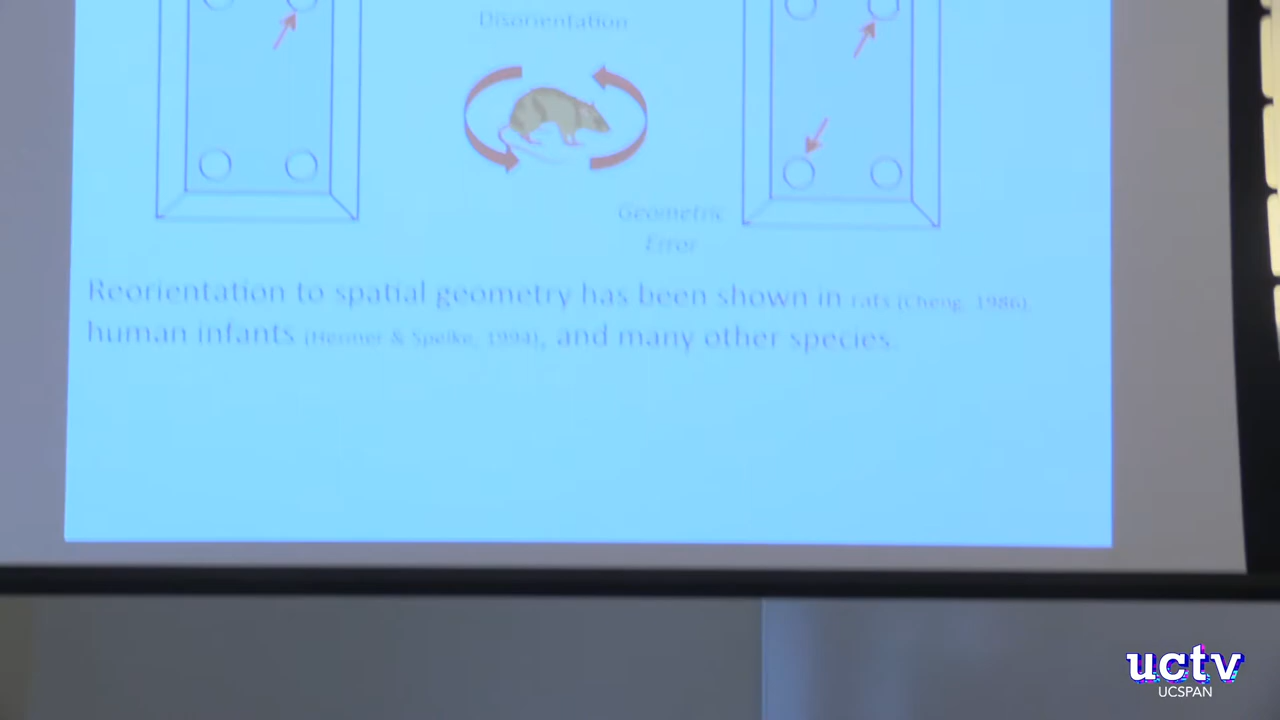 Disorientation
Geometric
Error
Reorientation to spatial geometry has been shown in rats (Cheng, 1986)
human infants (Hermer & Spelke, 1994), and many other species.
uctv
UCSPAN